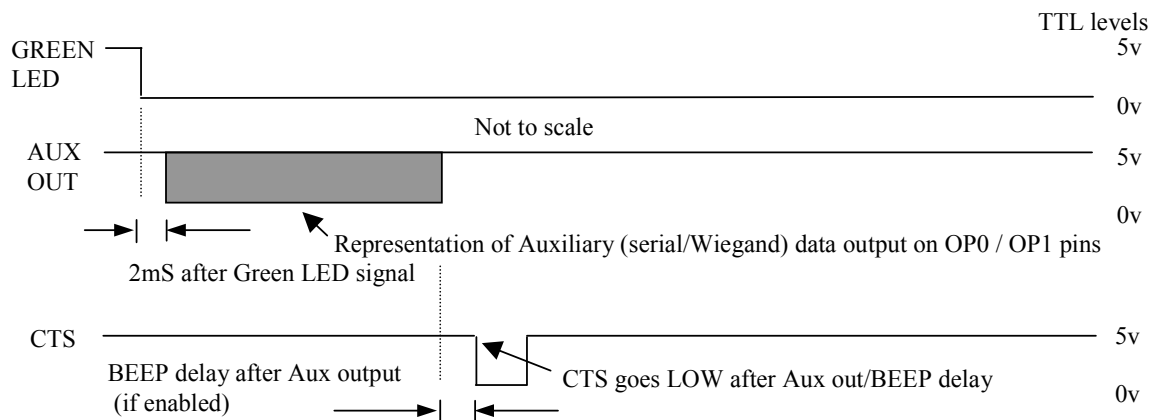 TTL levels
GREEN
LED
5v
0v
Not to scale
AUX
OUT
5v
0v
Representation of Auxiliary (serial/Wiegand) data output on OP0 / OP1 pins
2mS after Green LED signal
CTS
5v
BEEP delay after Aux output
(if enabled)
CTS goes LOW after Aux out/BEEP delay
0v